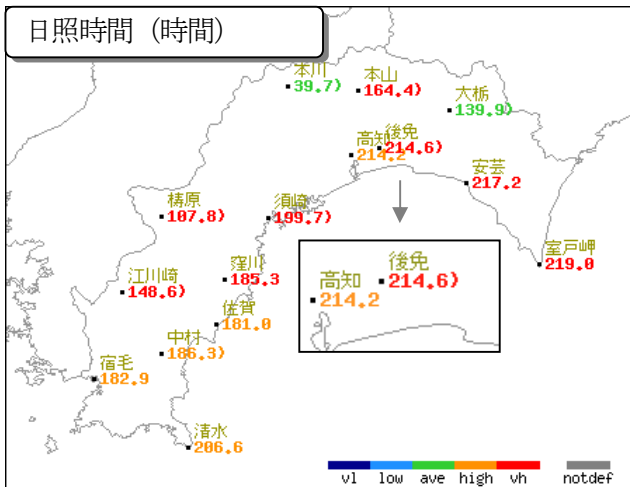 日照時間（時間）
本川
39.7)
本山
164.4)
大栃
139.9)
高知
214.2
後免
214.6)
安芸
217.2
梼原
107.8)
須崎
199.7)
室戸岬
219.0
江川崎
148.6)
窪川
185.3
佐賀
181.0
中村
186.3)
宿毛
182.9
清水
206.6
後免
214.6)
高知
214.2
vl low ave high vh notdef